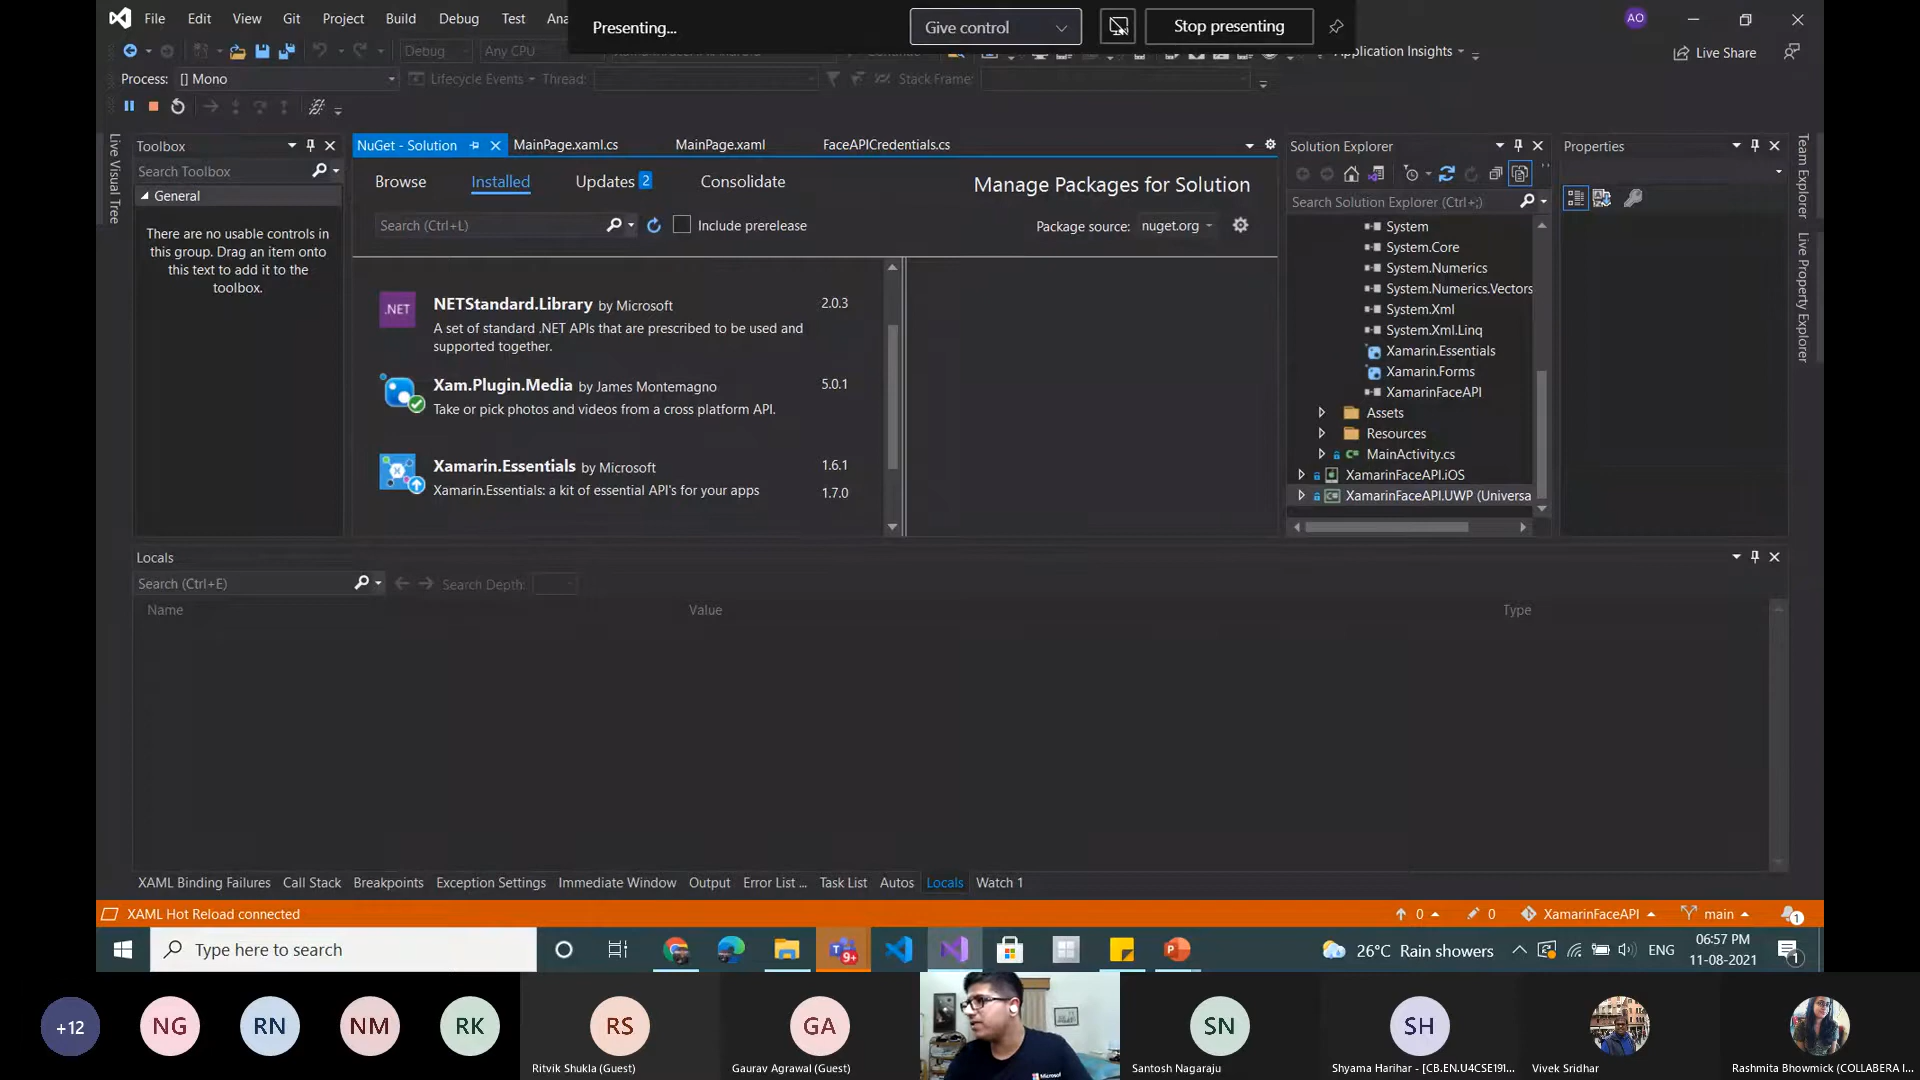 File Edit View Git Project Build Debug Test Ana
Presenting...
Give control
Stop presenting
AO
Debug
Any CPU
Application Insights
Live Share
Process: [] Mono
Lifecycle Events
Thread:
Stack Frame:
Live Visual Tree
Toolbox
Search Toolbox
General
There are no usable controls in
this group. Drag an item onto
this text to add it to the
toolbox.
NuGet - Solution
MainPage.xaml.cs
MainPage.xaml
FaceAPICredentials.cs
Browse
Installed
Updates 2
Consolidate
Manage Packages for Solution
Search (Ctrl+L)
Include prerelease
Package source: nuget.org
.NET
NETStandard.Library by Microsoft
2.0.3
A set of standard .NET APIs that are prescribed to be used and
supported together.
Xam.Plugin.Media by James Montemagno
5.0.1
Take or pick photos and videos from a cross platform API.
Xamarin.Essentials by Microsoft
1.6.1
Xamarin.Essentials: a kit of essential API's for your apps
1.7.0
Solution Explorer
Search Solution Explorer (Ctrl+;)
System
System.Core
System.Numerics
System.Numerics.Vectors
System.Xml
System.Xml.Linq
Xamarin.Essentials
Xamarin.Forms
XamarinFaceAPI
Assets
Resources
MainActivity.cs
XamarinFaceAPI.iOS
XamarinFaceAPI.UWP (Universa
Properties
Team Explorer
Live Property Explorer
Locals
Search (Ctrl+E)
Search Depth:
Name
Value
Type
XAML Binding Failures
Call Stack
Breakpoints
Exception Settings
Immediate Window
Output
Error List ...
Task List
Autos
Locals
Watch 1
XAML Hot Reload connected
0
0
XamarinFaceAPI
main
1
Type here to search
9+
26°C Rain showers
ENG
06:57 PM
11-08-2021
1
+12
NG
RN
NM
RK
RS
Ritvik Shukla (Guest)
GA
Gaurav Agrawal (Guest)
Microsoft
SN
Santosh Nagaraju
SH
Shyama Harihar - [CB.EN.U4CSE19I...
Vivek Sridhar
Rashmita Bhowmick (COLLABERA I...